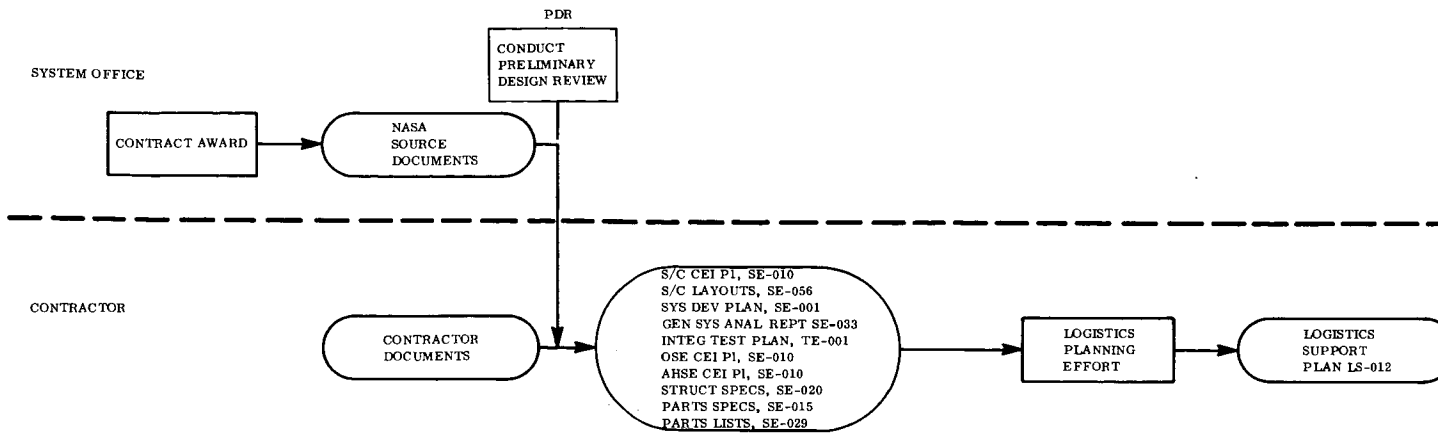 PDR
CONDUCT
PRELIMINARY
DESIGN REVIEW
SYSTEM OFFICE
CONTRACT AWARD
NASA
SOURCE
DOCUMENTS
CONTRACTOR
CONTRACTOR
DOCUMENTS
S/C CEI P1, SE-010
S/C LAYOUTS, SE-056
SYS DEV PLAN, SE-001
GEN SYS ANAL REPT SE-033
INTEG TEST PLAN, TE-001
OSE CEI P1, SE-010
AHSE CEI P1, SE-010
STRUCT SPECS, SE-020
PARTS SPECS, SE-015
PARTS LISTS, SE-029
LOGISTICS
PLANNING
EFFORT
LOGISTICS
SUPPORT
PLAN LS-012